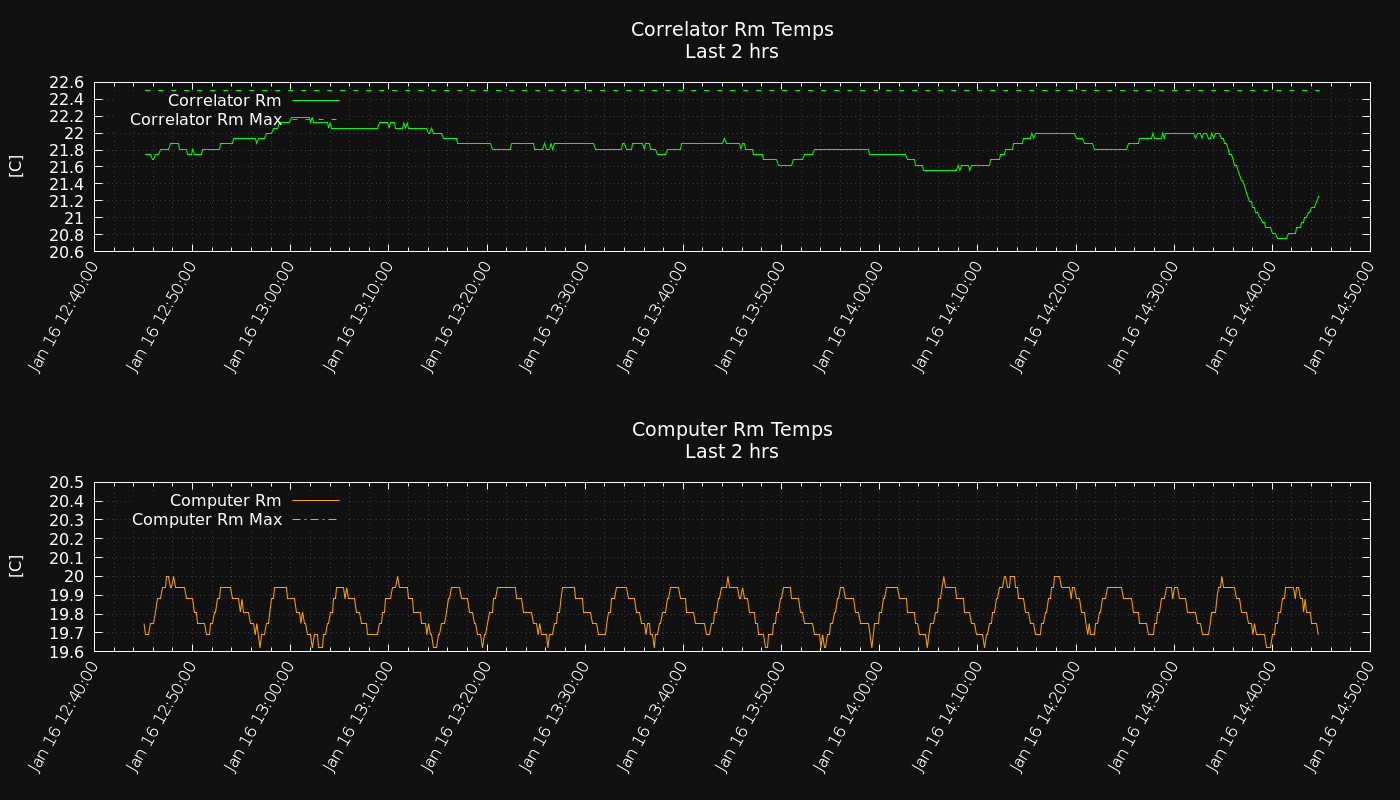 Correlator Rm Temps
Last 2 hrs
[C]
22.6
22.4
22.2
22
21.8
21.6
21.4
21.2
21
20.8
20.6
Correlator Rm
Correlator Rm Max
Jan 16 12:40:00
Jan 16 12:50:00
Jan 16 13:00:00
Jan 16 13:10:00
Jan 16 13:20:00
Jan 16 13:30:00
Jan 16 13:40:00
Jan 16 13:50:00
Jan 16 14:00:00
Jan 16 14:10:00
Jan 16 14:20:00
Jan 16 14:30:00
Jan 16 14:40:00
Jan 16 14:50:00
Computer Rm Temps
Last 2 hrs
[C]
20.5
20.4
20.3
20.2
20.1
20
19.9
19.8
19.7
19.6
Computer Rm
Computer Rm Max
Jan 16 12:40:00
Jan 16 12:50:00
Jan 16 13:00:00
Jan 16 13:10:00
Jan 16 13:20:00
Jan 16 13:30:00
Jan 16 13:40:00
Jan 16 13:50:00
Jan 16 14:00:00
Jan 16 14:10:00
Jan 16 14:20:00
Jan 16 14:30:00
Jan 16 14:40:00
Jan 16 14:50:00